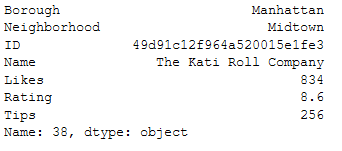 Borough Manhattan
Neighborhood Midtown
ID 49d91c12f964a520015e1fe3
Name The Kati Roll Company
Likes 834
Rating 8.6
Tips 256
Name: 38, dtype: object